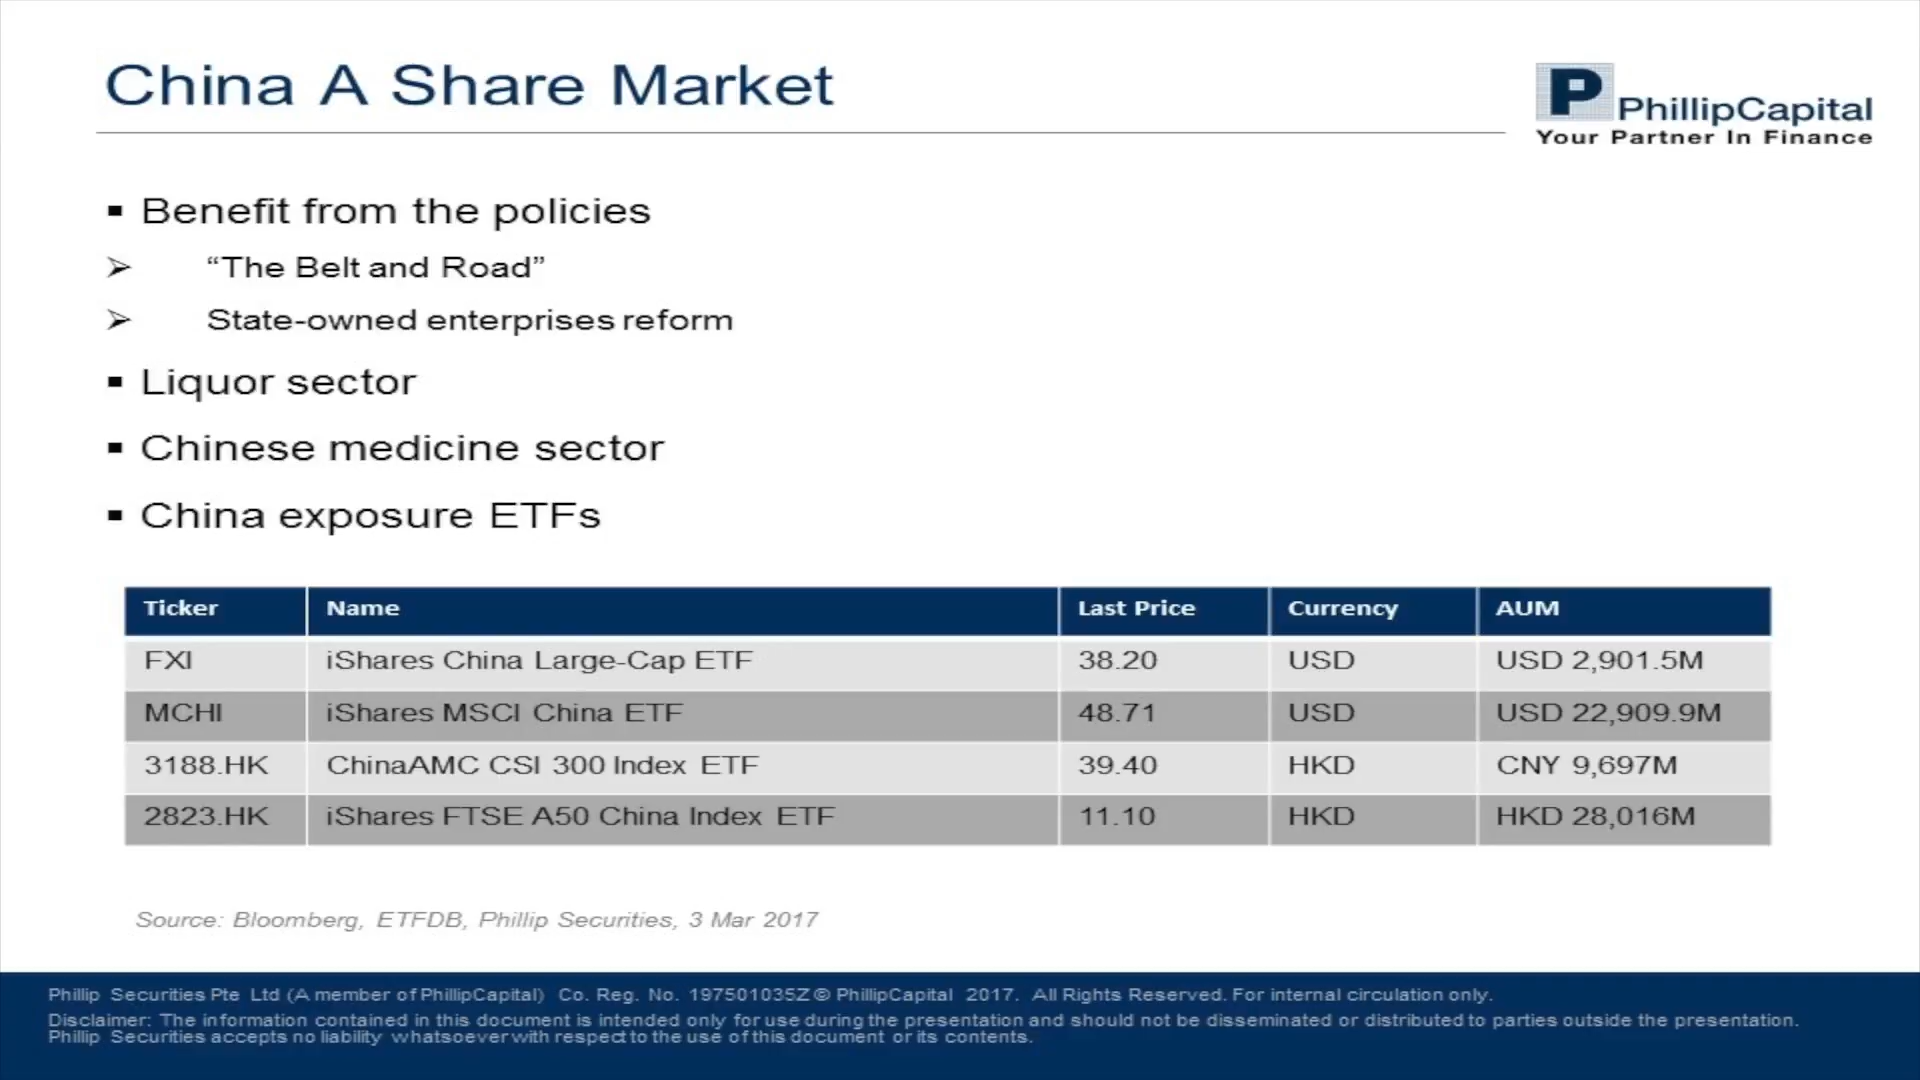 China A Share Market
PhillipCapital
Your Partner In Finance
▪ Benefit from the policies
➢ “The Belt and Road”
➢ State-owned enterprises reform
▪ Liquor sector
▪ Chinese medicine sector
▪ China exposure ETFs
Ticker Name Last Price Currency AUM
FXI iShares China Large-Cap ETF 38.20 USD USD 2,901.5M
MCHI iShares MSCI China ETF 48.71 USD USD 22,909.9M
3188.HK ChinaAMC CSI 300 Index ETF 39.40 HKD CNY 9,697M
2823.HK iShares FTSE A50 China Index ETF 11.10 HKD HKD 28,016M
Source: Bloomberg, ETFDB, Phillip Securities, 3 Mar 2017
Phillip Securities Pte Ltd (A member of PhillipCapital) Co. Reg. No. 197501035Z © PhillipCapital 2017. All Rights Reserved. For internal circulation only.
Disclaimer: The information contained in this document is intended only for use during the presentation and should not be disseminated or distributed to parties outside the presentation.
Phillip Securities accepts no liability whatsoever with respect to the use of this document or its contents.